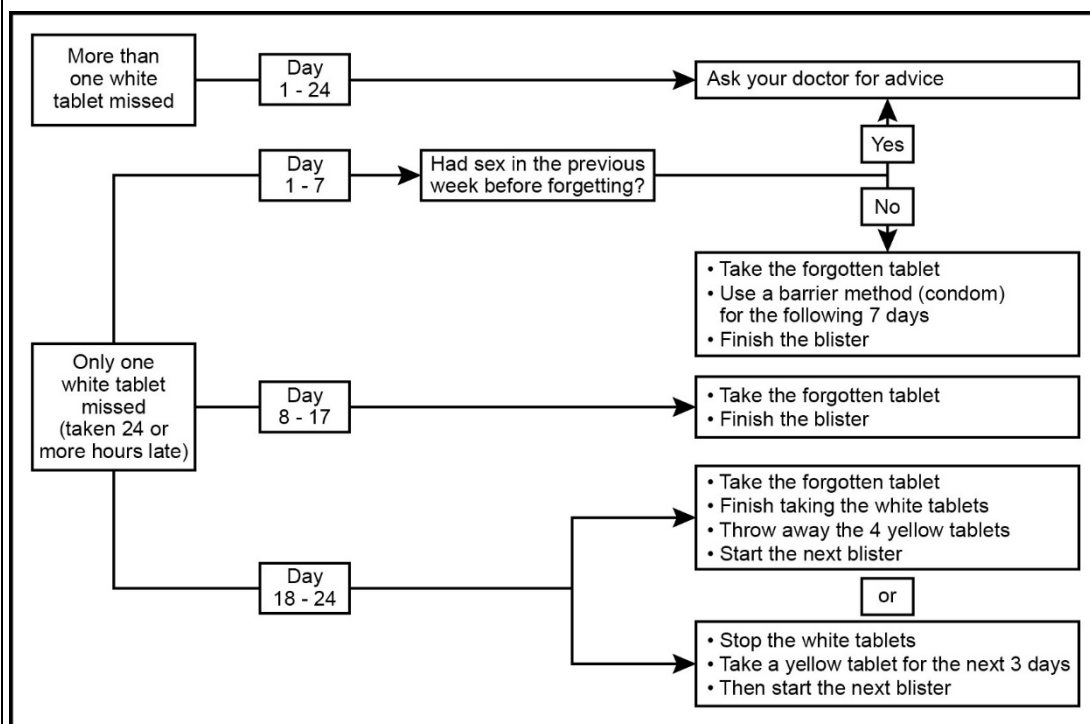 More than
one white
tablet missed
Day
1 - 24
Ask your doctor for advice
Yes
Day
1 - 7
Had sex in the previous
week before forgetting?
No
• Take the forgotten tablet
• Use a barrier method (condom)
for the following 7 days
• Finish the blister
Only one
white tablet
missed
(taken 24 or
more hours late)
Day
8 - 17
• Take the forgotten tablet
• Finish the blister
Day
18 - 24
• Take the forgotten tablet
• Finish taking the white tablets
• Throw away the 4 yellow tablets
• Start the next blister
or
• Stop the white tablets
• Take a yellow tablet for the next 3 days
• Then start the next blister